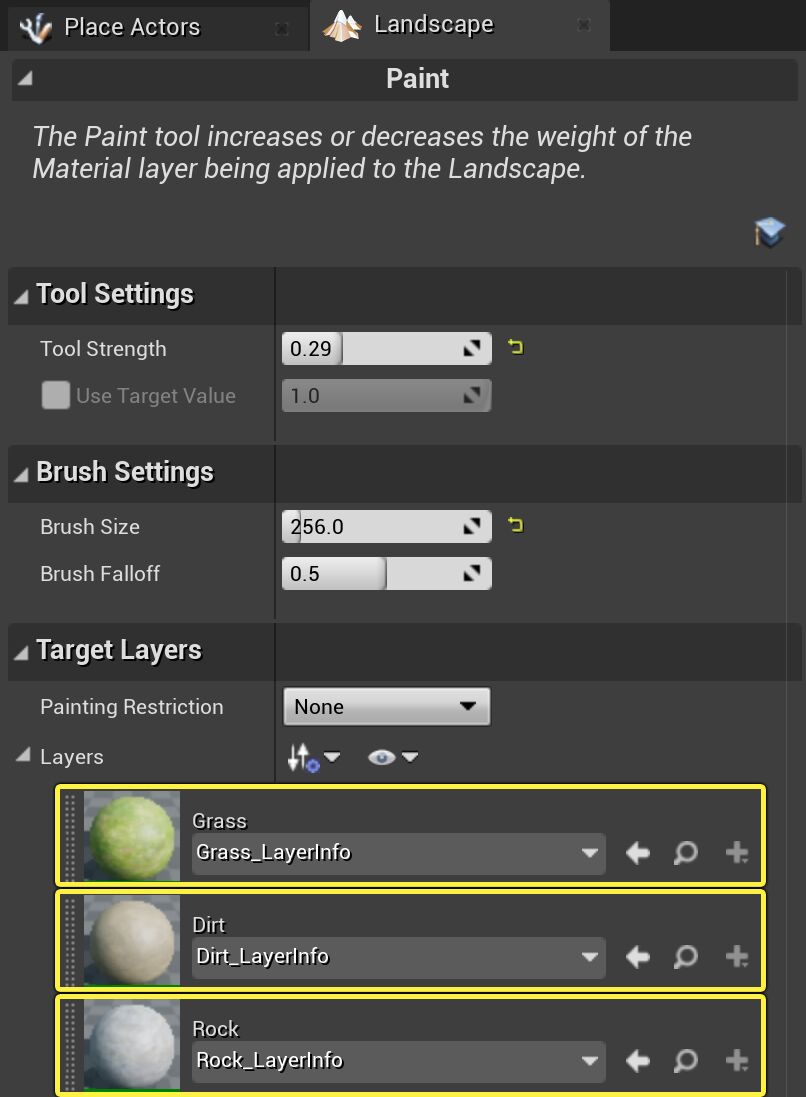 Place Actors
Landscape
Paint
The Paint tool increases or decreases the weight of the
Material layer being applied to the Landscape.
Tool Settings
Tool Strength
0.29
Use Target Value
1.0
Brush Settings
Brush Size
256.0
Brush Falloff
0.5
Target Layers
Painting Restriction
None
Layers
Grass
Grass_LayerInfo
Dirt
Dirt_LayerInfo
Rock
Rock_LayerInfo